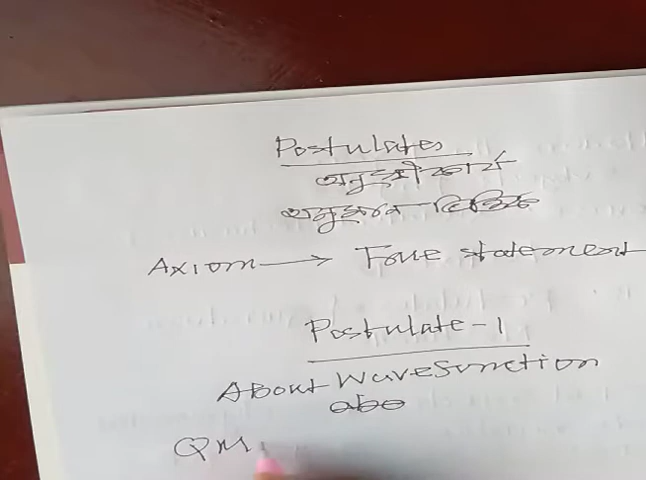 Postulates
Axiom → True statement
Postulate-1
About Wavefunction
QM